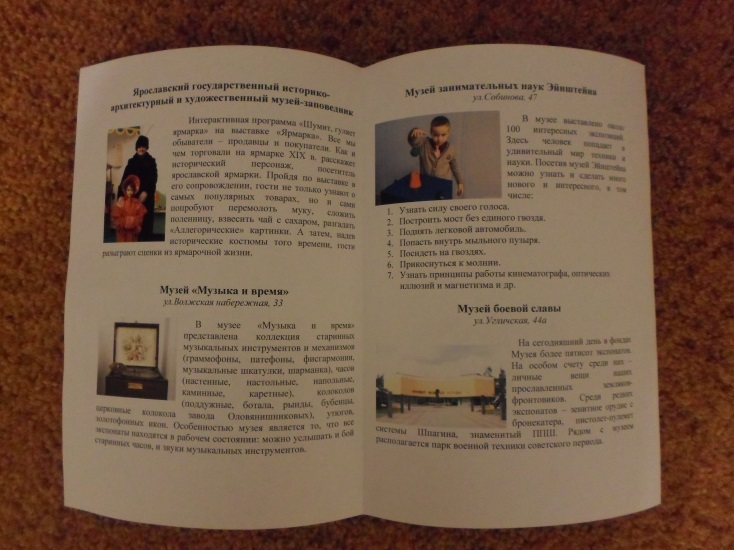 Ярославский государственный историко-
архитектурный и художественный музей-заповедник
Интерактивная программа «Шумит, гуляет
ярмарка» на выставке «Ярмарка». Все мы
обыватели – продавцы и покупатели. Как и
чем торговали на ярмарке XIX в. расскажет
исторический персонаж, посетитель
ярославской ярмарки. Пройдя по выставке в
его сопровождении, гости не только узнают о
самых популярных товарах, но и сами
попробуют перемолоть муку, сложить
поленницу, взвесить чай с сахаром, разгадать
«Аллегорические» картинки. А затем, надев
исторические костюмы того времени, гости
разыграют сценки из ярмарочной жизни.
Музей «Музыка и время»
ул.Волжская набережная, 33
В музее «Музыка и время»
представлена коллекция старинных
музыкальных инструментов и механизмов
(граммофоны, патефоны, фисгармонии,
музыкальные шкатулки, шарманка), часов
(настенные, настольные, напольные,
каминные, каретные), колоколов
(поддужные, ботала, рынды, бубенцы,
церковные колокола завода Оловянишниковых), утюгов,
золотофонных икон. Особенностью музея является то, что все
экспонаты находятся в рабочем состоянии: можно услышать и бой
старинных часов, и звуки музыкальных инструментов.
Музей занимательных наук Эйнштейна
ул.Собинова, 47
В музее выставлено около
100 интересных экспозиций.
Здесь человек попадает в
удивительный мир техники и
науки. Посетив музей Эйнштейна
можно узнать и сделать много
нового и интересного, в том
числе:
1. Узнать силу своего голоса.
2. Построить мост без единого гвоздя.
3. Поднять легковой автомобиль.
4. Попасть внутрь мыльного пузыря.
5. Посидеть на гвоздях.
6. Прикоснуться к молнии.
7. Узнать принципы работы кинематографа, оптических
иллюзий и магнетизма и др.
Музей боевой славы
ул.Угличская, 44а
На сегодняшний день в фонде
Музея более пятисот экспонатов.
На особом счету среди них –
личные вещи наших
прославленных земляков-
фронтовиков. Среди редких
экспонатов – зенитное орудие с
бронекатера, пистолет-пулемет
системы Шпагина, знаменитый ППШ. Рядом с музеем
располагается парк военной техники советского периода.